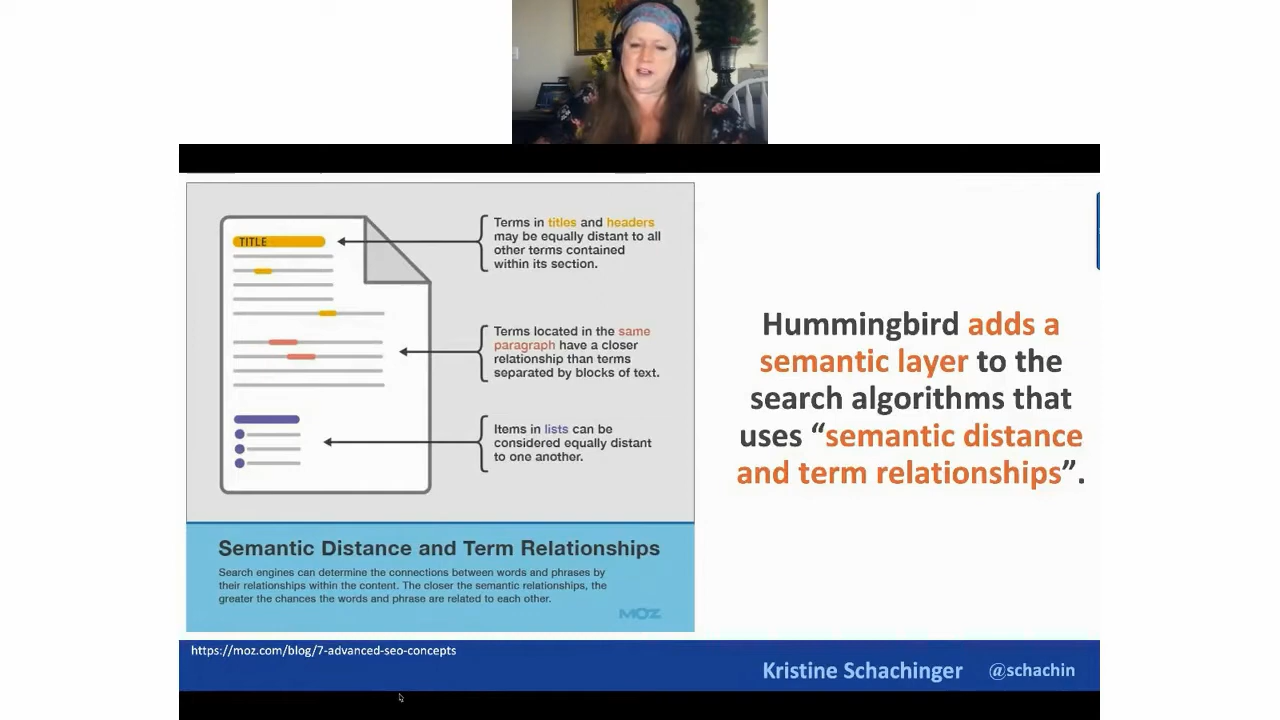 TITLE
Terms in titles and headers
may be equally distant to all
other terms contained
within its section.
Terms located in the same
paragraph have a closer
relationship than terms
separated by blocks of text.
Items in lists can be
considered equally distant
to one another.
Semantic Distance and Term Relationships
Search engines can determine the connections between words and phrases by
their relationships within the content. The closer the semantic relationships, the
greater the chances the words and phrase are related to each other.
MOZ
Hummingbird adds a
semantic layer to the
search algorithms that
uses “semantic distance
and term relationships”.
https://moz.com/blog/7-advanced-seo-concepts
Kristine Schachinger @schachin